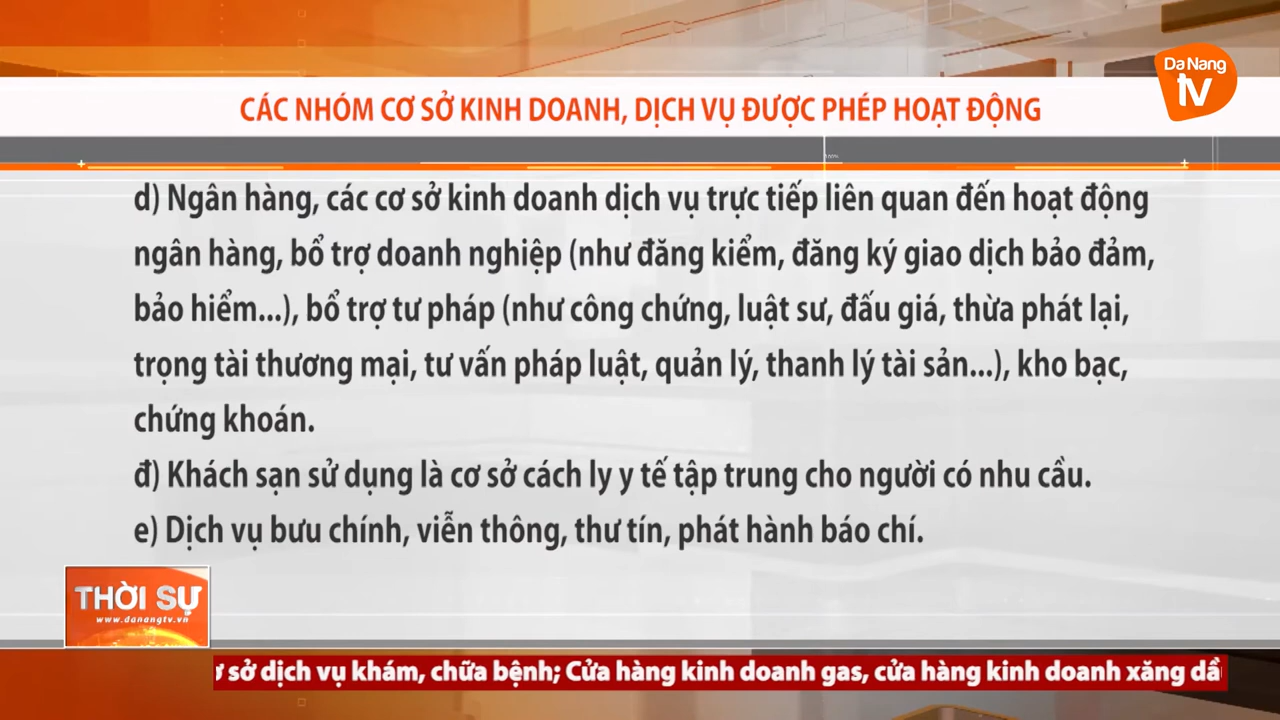 Da Nang
tv
CÁC NHÓM CƠ SỞ KINH DOANH, DỊCH VỤ ĐƯỢC PHÉP HOẠT ĐỘNG
100%
d) Ngân hàng, các cơ sở kinh doanh dịch vụ trực tiếp liên quan đến hoạt động
ngân hàng, bổ trợ doanh nghiệp (như đăng kiểm, đăng ký giao dịch bảo đảm,
bảo hiểm...), bổ trợ tư pháp (như công chứng, luật sư, đấu giá, thừa phát lại,
trọng tài thương mại, tư vấn pháp luật, quản lý, thanh lý tài sản...), kho bạc,
chứng khoán.
đ) Khách sạn sử dụng là cơ sở cách ly y tế tập trung cho người có nhu cầu.
e) Dịch vụ bưu chính, viễn thông, thư tín, phát hành báo chí.
THỜI SỰ
www.danangtv.vn
sở dịch vụ khám, chữa bệnh; Cửa hàng kinh doanh gas, cửa hàng kinh doanh xăng